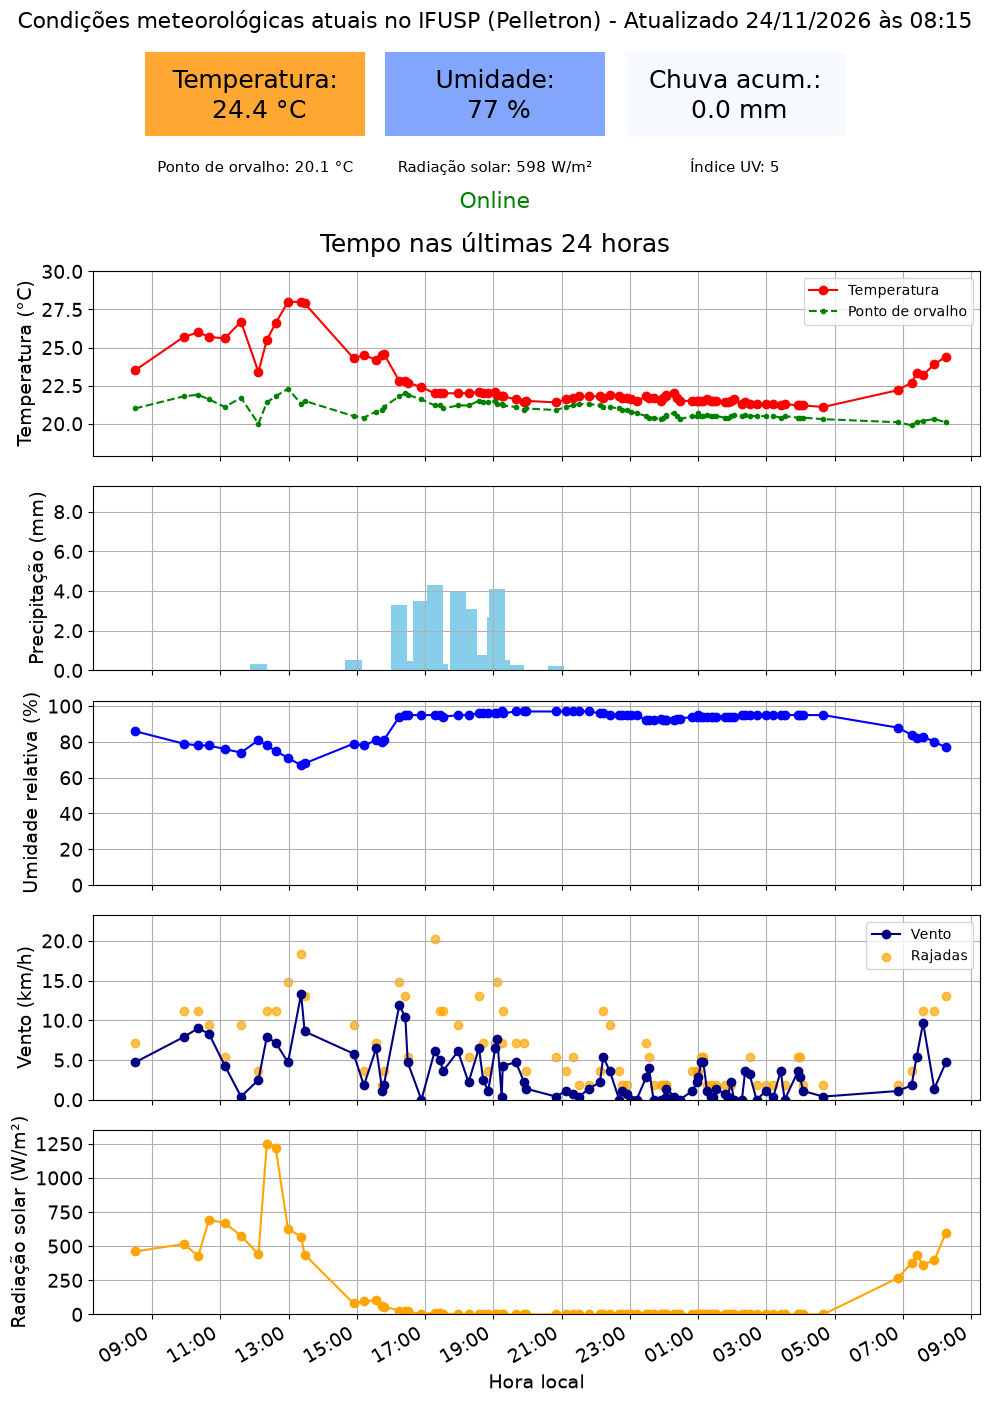 Condições meteorológicas atuais no IFUSP (Pelletron) - Atualizado 24/11/2026 às 08:15
Temperatura:
24.4 °C
Umidade:
77 %
Chuva acum.:
0.0 mm
Ponto de orvalho: 20.1 °C
Radiação solar: 598 W/m²
Índice UV: 5
Online
Tempo nas últimas 24 horas
Temperatura (°C)
30.0
27.5
25.0
22.5
20.0
Temperatura
Ponto de orvalho
Precipitação (mm)
8.0
6.0
4.0
2.0
0.0
Umidade relativa (%)
100
80
60
40
20
0
Vento (km/h)
20.0
15.0
10.0
5.0
0.0
Vento
Rajadas
Radiação solar (W/m²)
1250
1000
750
500
250
0
09:00
11:00
13:00
15:00
17:00
19:00
21:00
23:00
01:00
03:00
05:00
07:00
09:00
Hora local